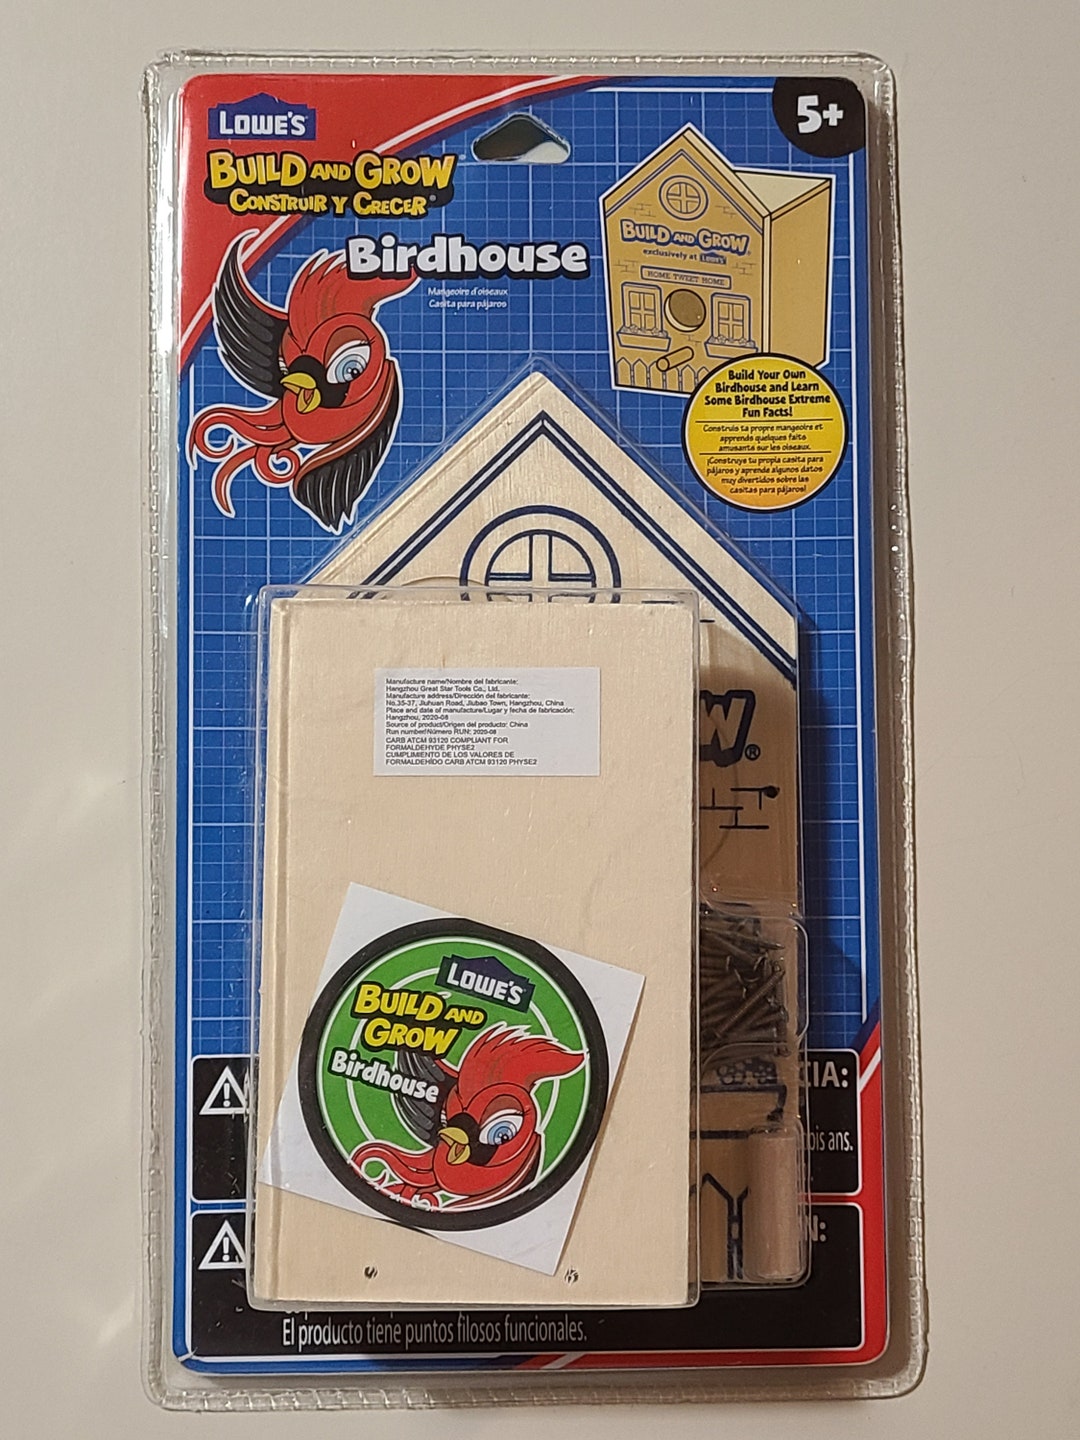 LOWE'S
BUILD AND GROW®
CONSTRUIR Y CRECER®
Birdhouse
Mangeoire d'oiseaux
Casita para pájaros
5+
BUILD AND GROW®
exclusively at LOWE'S
HOME TWEET HOME
Build Your Own
Birdhouse and Learn
Some Birdhouse Extreme
Fun Facts!
Construis ta propre mangeoire et
apprends quelques faits
amusants sur les oiseaux.
¡Construye tu propia casita para
pájaros y aprende algunos datos
muy divertidos sobre las
casitas para pájaros!
Manufacture name/Nombre del fabricante:
Hangzhou Great Star Tools Co., Ltd.
Manufacture address/Dirección del fabricante:
No.35-37, Jiuhuan Road, Jiubao Town, Hangzhou, China
Place and date of manufacture/Lugar y fecha de fabricación:
Hangzhou, 2020-08
Source of product/Origen del producto: China
Run number/Número RUN: 2020-08
CARB ATCM 93120 COMPLIANT FOR
FORMALDEHYDE PHYSE2
CUMPLIMIENTO DE LOS VALORES DE
FORMALDEHÍDO CARB ATCM 93120 PHYSE2
W®
LOWE'S
BUILD AND
GROW
Birdhouse
CIA:
ois ans.
N:
El producto tiene puntos filosos funcionales.